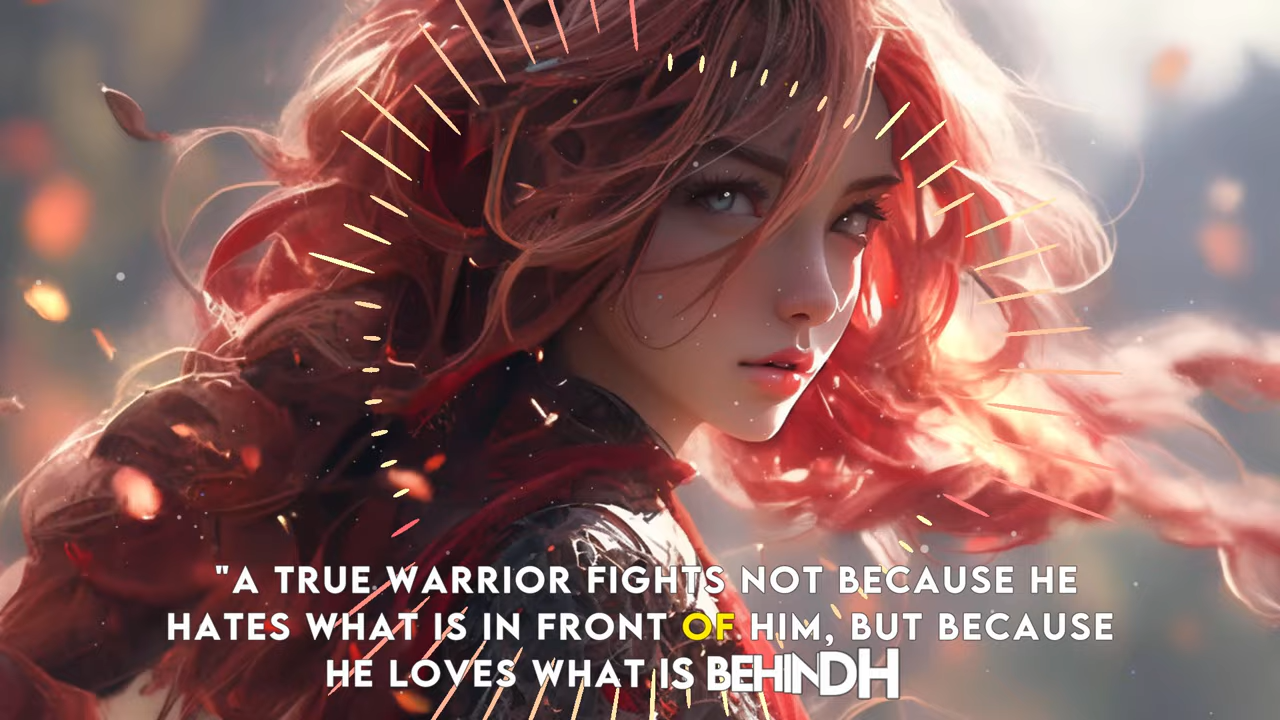 "A TRUE WARRIOR FIGHTS NOT BECAUSE HE
HATES WHAT IS IN FRONT OF HIM, BUT BECAUSE
HE LOVES WHAT IS BEHINDH